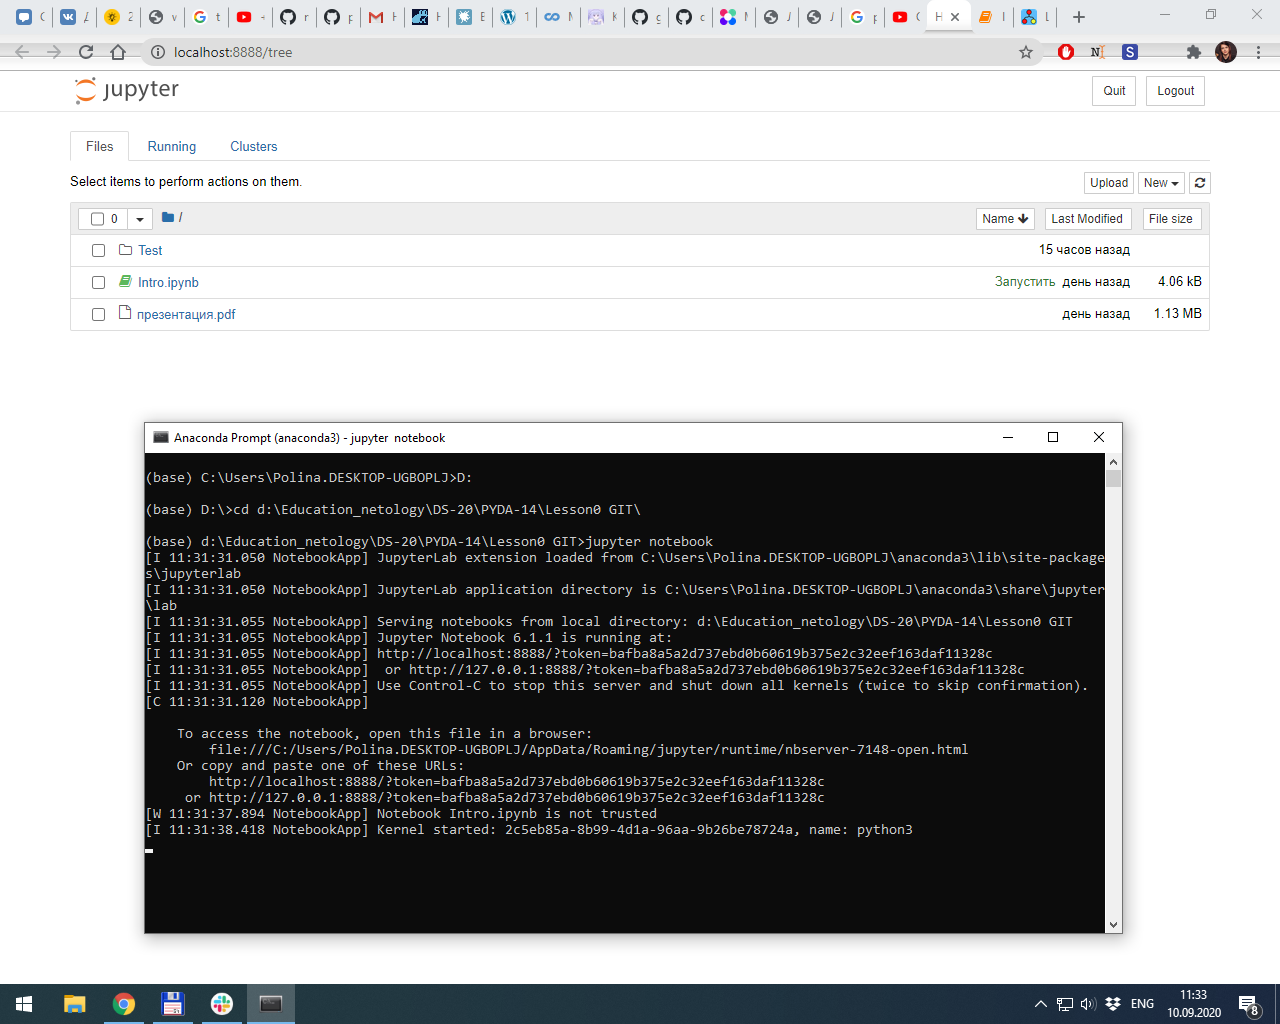 localhost:8888/tree
jupyter
Quit
Logout
Files
Running
Clusters
Select items to perform actions on them.
Upload
New
0
/
Name
Last Modified
File size
Test
15 часов назад
Intro.ipynb
Запустить
день назад
4.06 kB
презентация.pdf
день назад
1.13 MB
Anaconda Prompt (anaconda3) - jupyter  notebook
(base) C:\Users\Polina.DESKTOP-UGBOPLJ>D:
(base) D:\>cd d:\Education_netology\DS-20\PYDA-14\Lesson0 GIT\
(base) d:\Education_netology\DS-20\PYDA-14\Lesson0 GIT>jupyter notebook
[I 11:31:31.050 NotebookApp] JupyterLab extension loaded from C:\Users\Polina.DESKTOP-UGBOPLJ\anaconda3\lib\site-package
s\jupyterlab
[I 11:31:31.050 NotebookApp] JupyterLab application directory is C:\Users\Polina.DESKTOP-UGBOPLJ\anaconda3\share\jupyter
\lab
[I 11:31:31.055 NotebookApp] Serving notebooks from local directory: d:\Education_netology\DS-20\PYDA-14\Lesson0 GIT
[I 11:31:31.055 NotebookApp] Jupyter Notebook 6.1.1 is running at:
[I 11:31:31.055 NotebookApp] http://localhost:8888/?token=bafba8a5a2d737ebd0b60619b375e2c32eef163daf11328c
[I 11:31:31.055 NotebookApp]  or http://127.0.0.1:8888/?token=bafba8a5a2d737ebd0b60619b375e2c32eef163daf11328c
[I 11:31:31.055 NotebookApp] Use Control-C to stop this server and shut down all kernels (twice to skip confirmation).
[C 11:31:31.120 NotebookApp]
To access the notebook, open this file in a browser:
file:///C:/Users/Polina.DESKTOP-UGBOPLJ/AppData/Roaming/jupyter/runtime/nbserver-7148-open.html
Or copy and paste one of these URLs:
http://localhost:8888/?token=bafba8a5a2d737ebd0b60619b375e2c32eef163daf11328c
or http://127.0.0.1:8888/?token=bafba8a5a2d737ebd0b60619b375e2c32eef163daf11328c
[W 11:31:37.894 NotebookApp] Notebook Intro.ipynb is not trusted
[I 11:31:38.418 NotebookApp] Kernel started: 2c5eb85a-8b99-4d1a-96aa-9b26be78724a, name: python3
ENG
11:33
10.09.2020
8